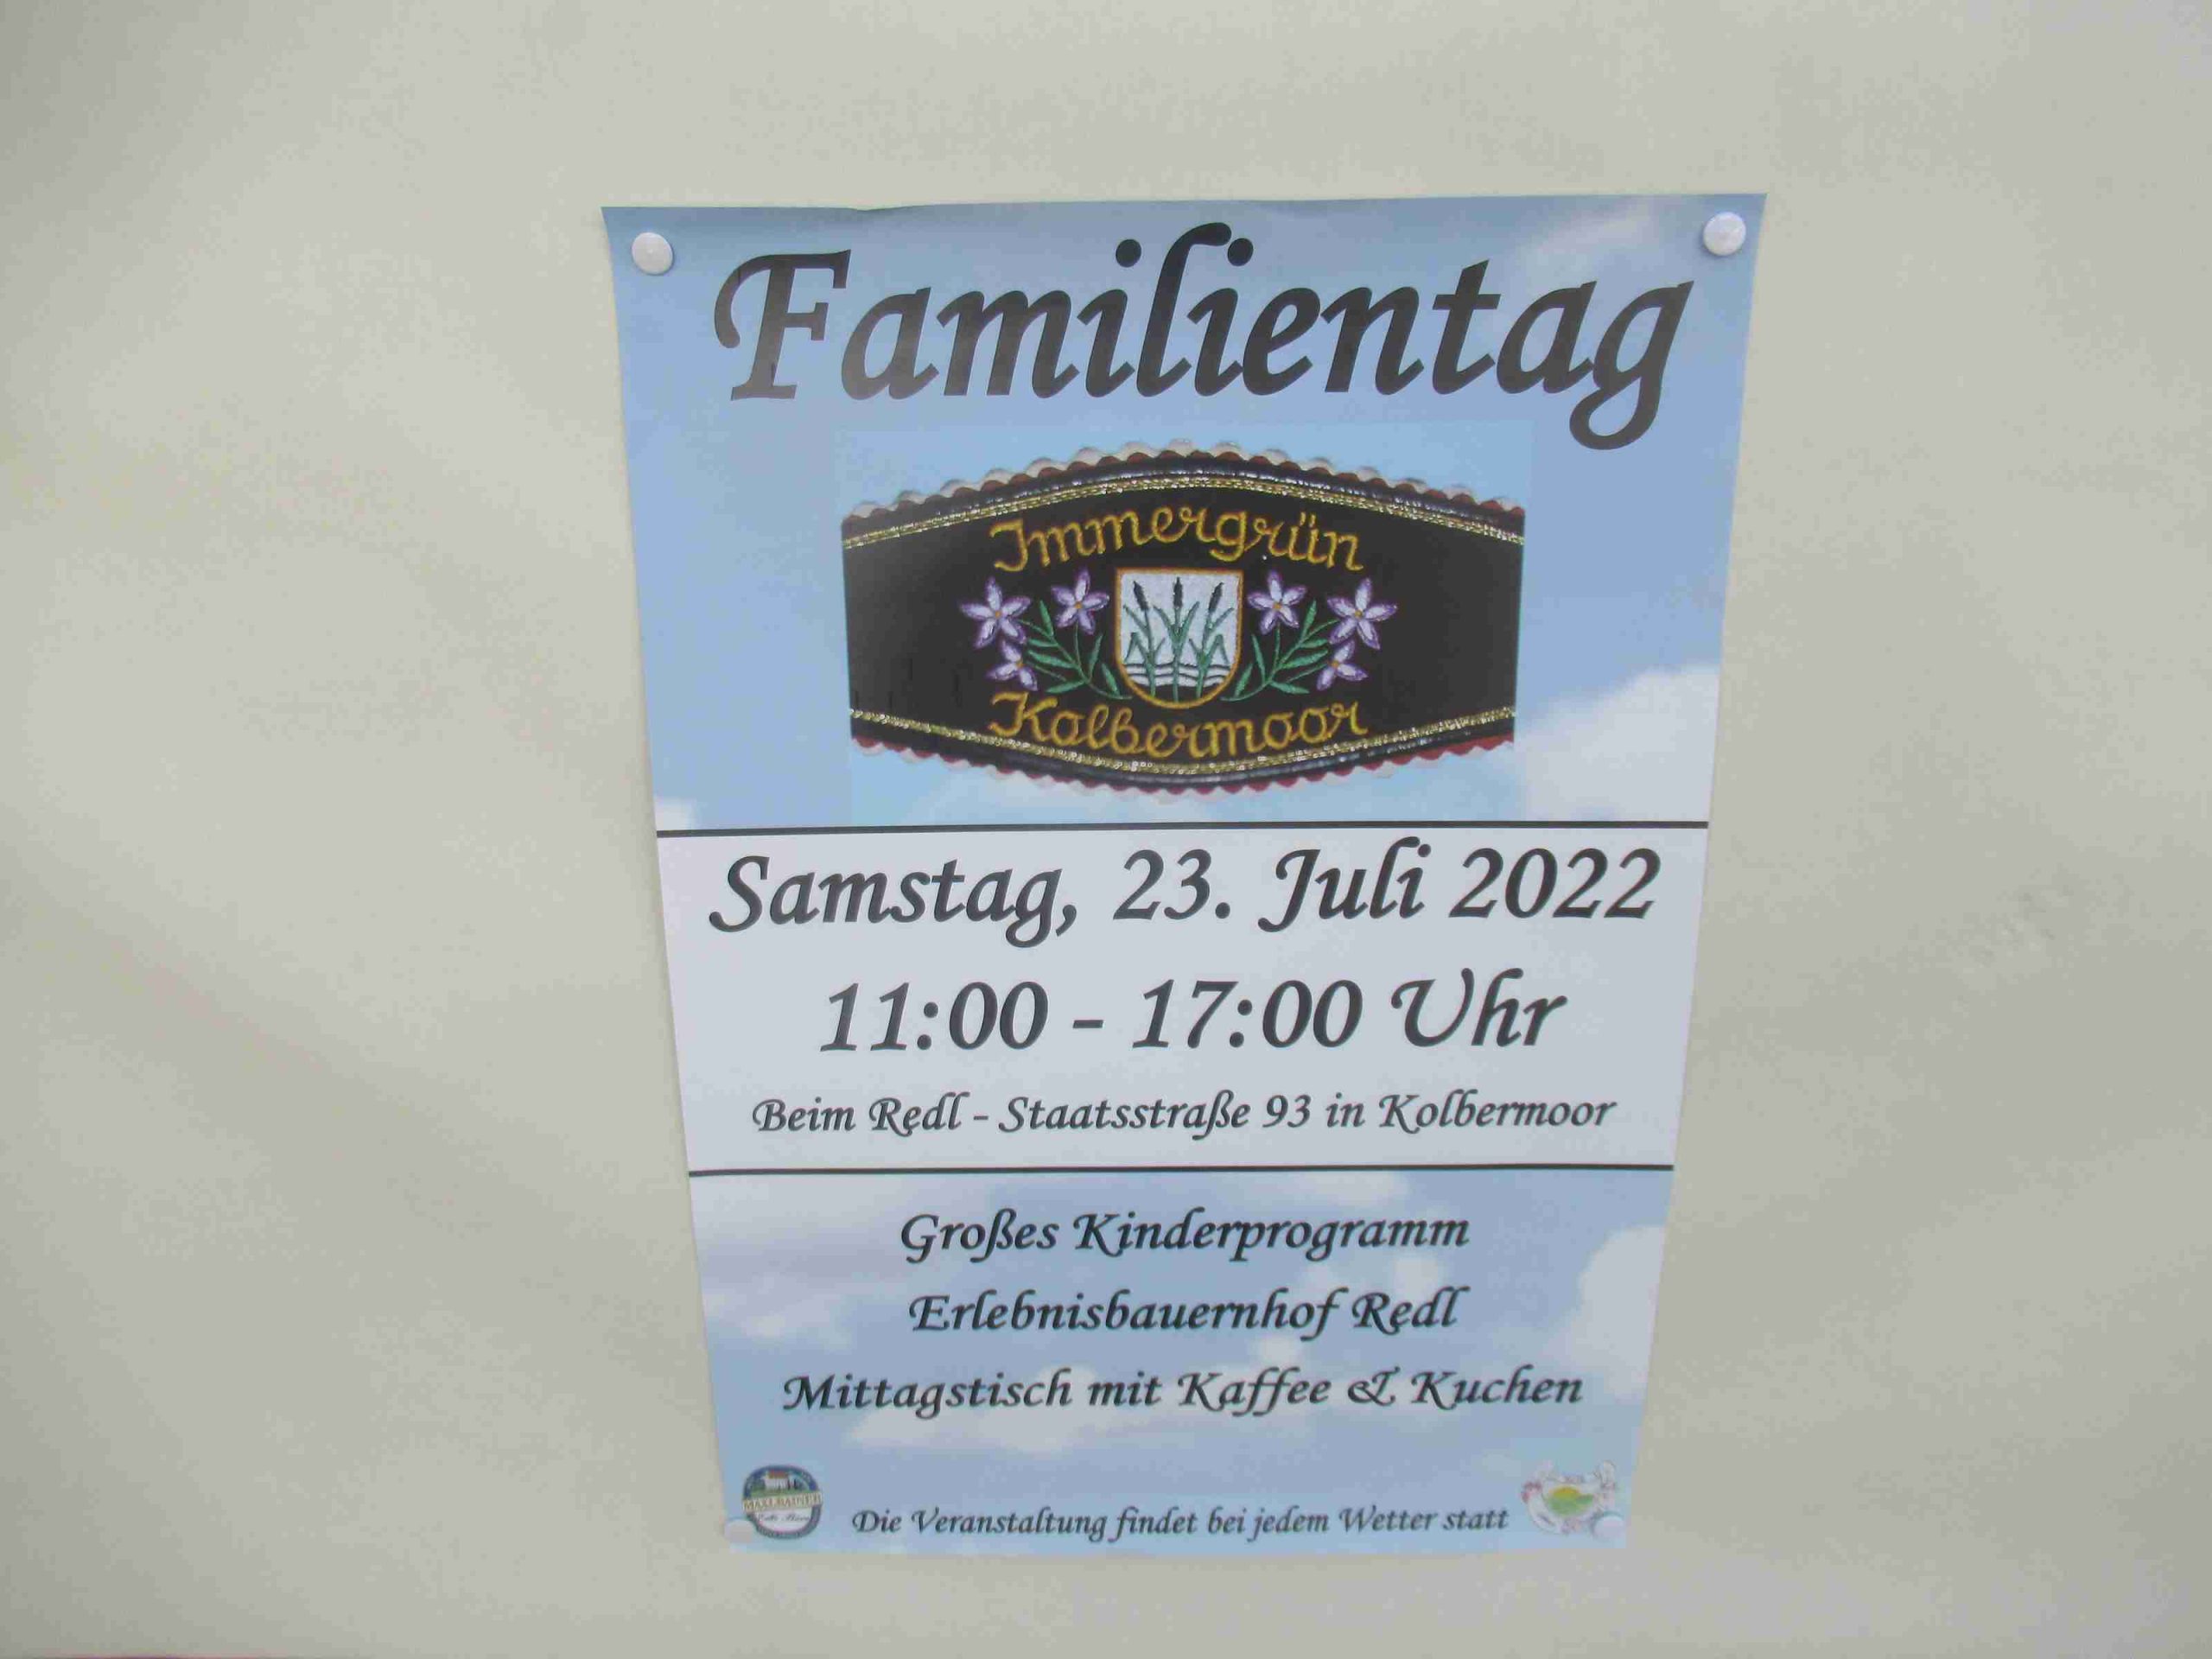 Familientag
Immergrün
Kolbermoor
Samstag, 23. Juli 2022
11:00 - 17:00 Uhr
Beim Redl - Staatsstraße 93 in Kolbermoor
Großes Kinderprogramm
Erlebnisbauernhof Redl
Mittagstisch mit Kaffee & Kuchen
MAXLRAINER
Die Veranstaltung findet bei jedem Wetter statt